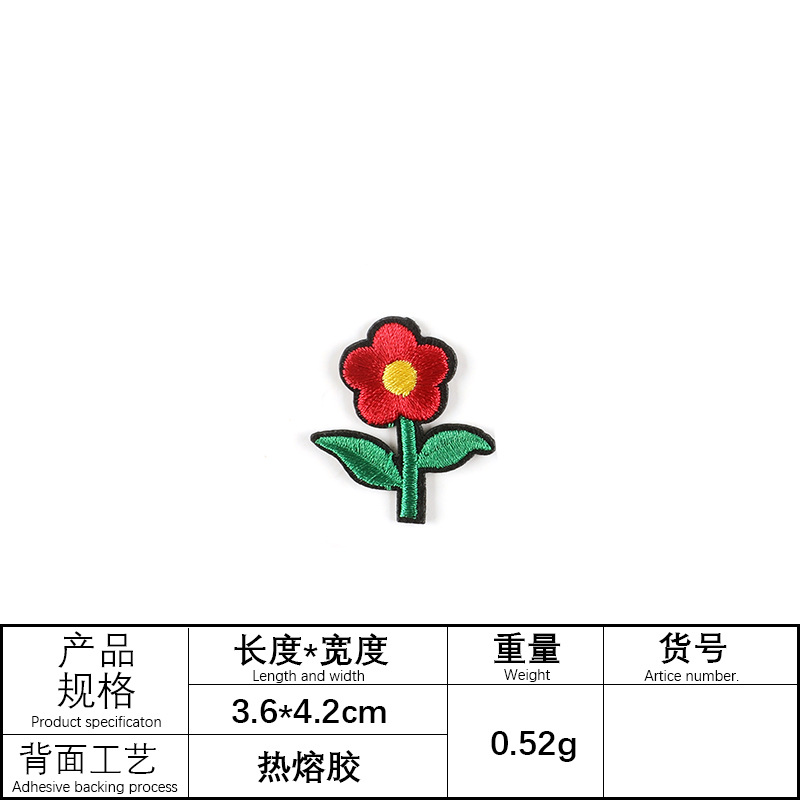 产品
规格
Product specificaton
长度*宽度
Length and width
重量
Weight
货号
Artice number.
3.6*4.2cm
0.52g
背面工艺
Adhesive backing process
热熔胶